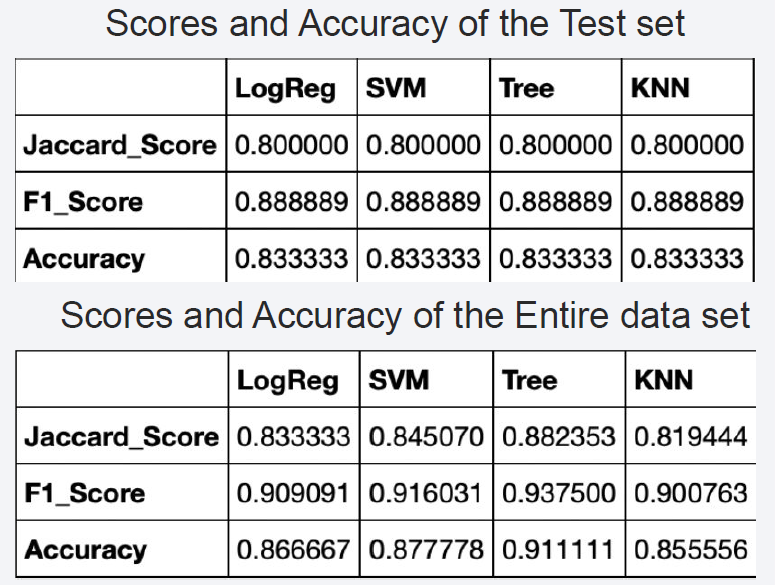 Scores and Accuracy of the Test set
LogReg SVM Tree KNN
Jaccard_Score 0.800000 0.800000 0.800000 0.800000
F1_Score 0.888889 0.888889 0.888889 0.888889
Accuracy 0.833333 0.833333 0.833333 0.833333
Scores and Accuracy of the Entire data set
LogReg SVM Tree KNN
Jaccard_Score 0.833333 0.845070 0.882353 0.819444
F1_Score 0.909091 0.916031 0.937500 0.900763
Accuracy 0.866667 0.877778 0.911111 0.855556